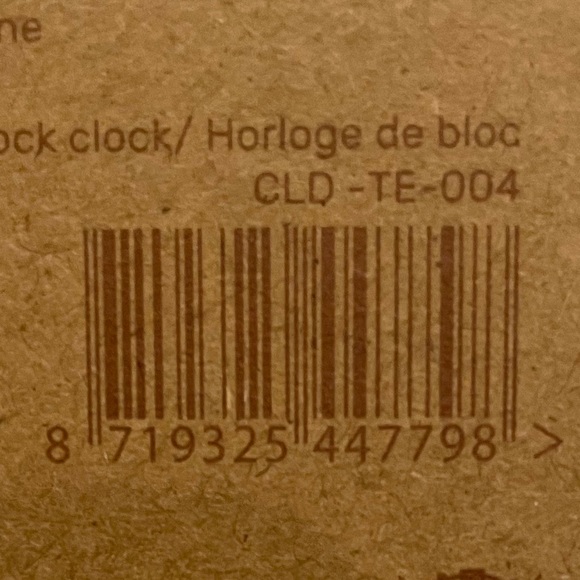 ne
ock clock/ Horloge de bloc
CLD -TE-004
8 719325 447798 >